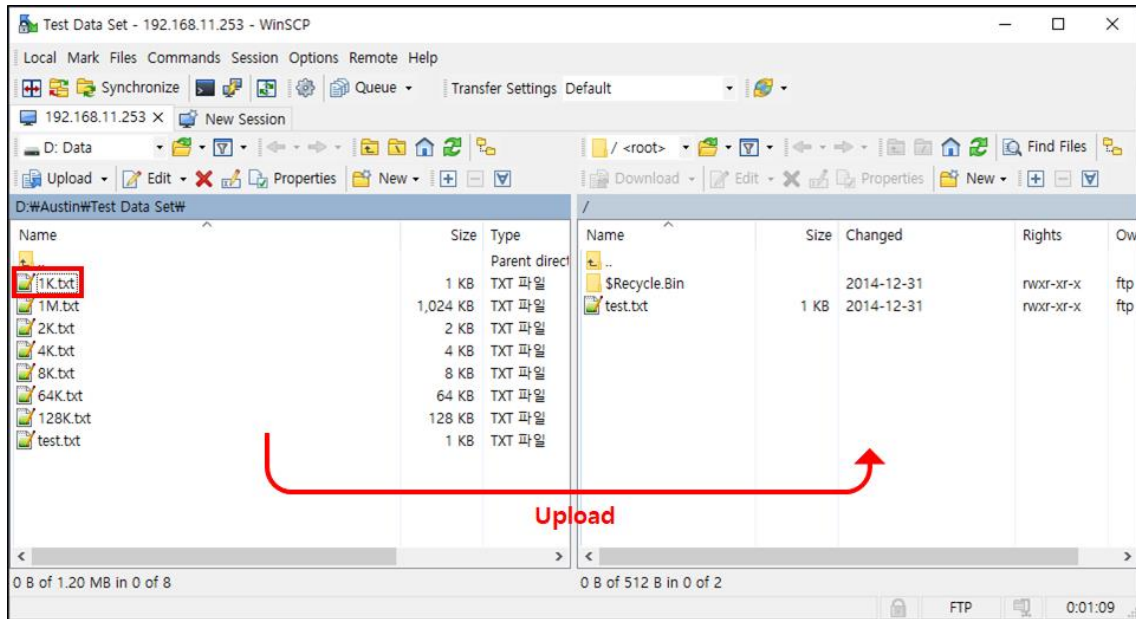 Test Data Set - 192.168.11.253 - WinSCP
Local Mark Files Commands Session Options Remote Help
Synchronize Queue Transfer Settings Default
192.168.11.253 New Session
D: Data / <root> Find Files
Upload Edit Properties New Download Edit Properties New
D:₩Austin₩Test Data Set₩ /
Name Size Type Name Size Changed Rights Ow
.. Parent direct ..
1K.txt 1 KB TXT 파일 $Recycle.Bin 2014-12-31 rwxr-xr-x ftp
1M.txt 1,024 KB TXT 파일 test.txt 1 KB 2014-12-31 rwxr-xr-x ftp
2K.txt 2 KB TXT 파일
4K.txt 4 KB TXT 파일
8K.txt 8 KB TXT 파일
64K.txt 64 KB TXT 파일
128K.txt 128 KB TXT 파일
test.txt 1 KB TXT 파일
Upload
0 B of 1.20 MB in 0 of 8 0 B of 512 B in 0 of 2
FTP 0:01:09